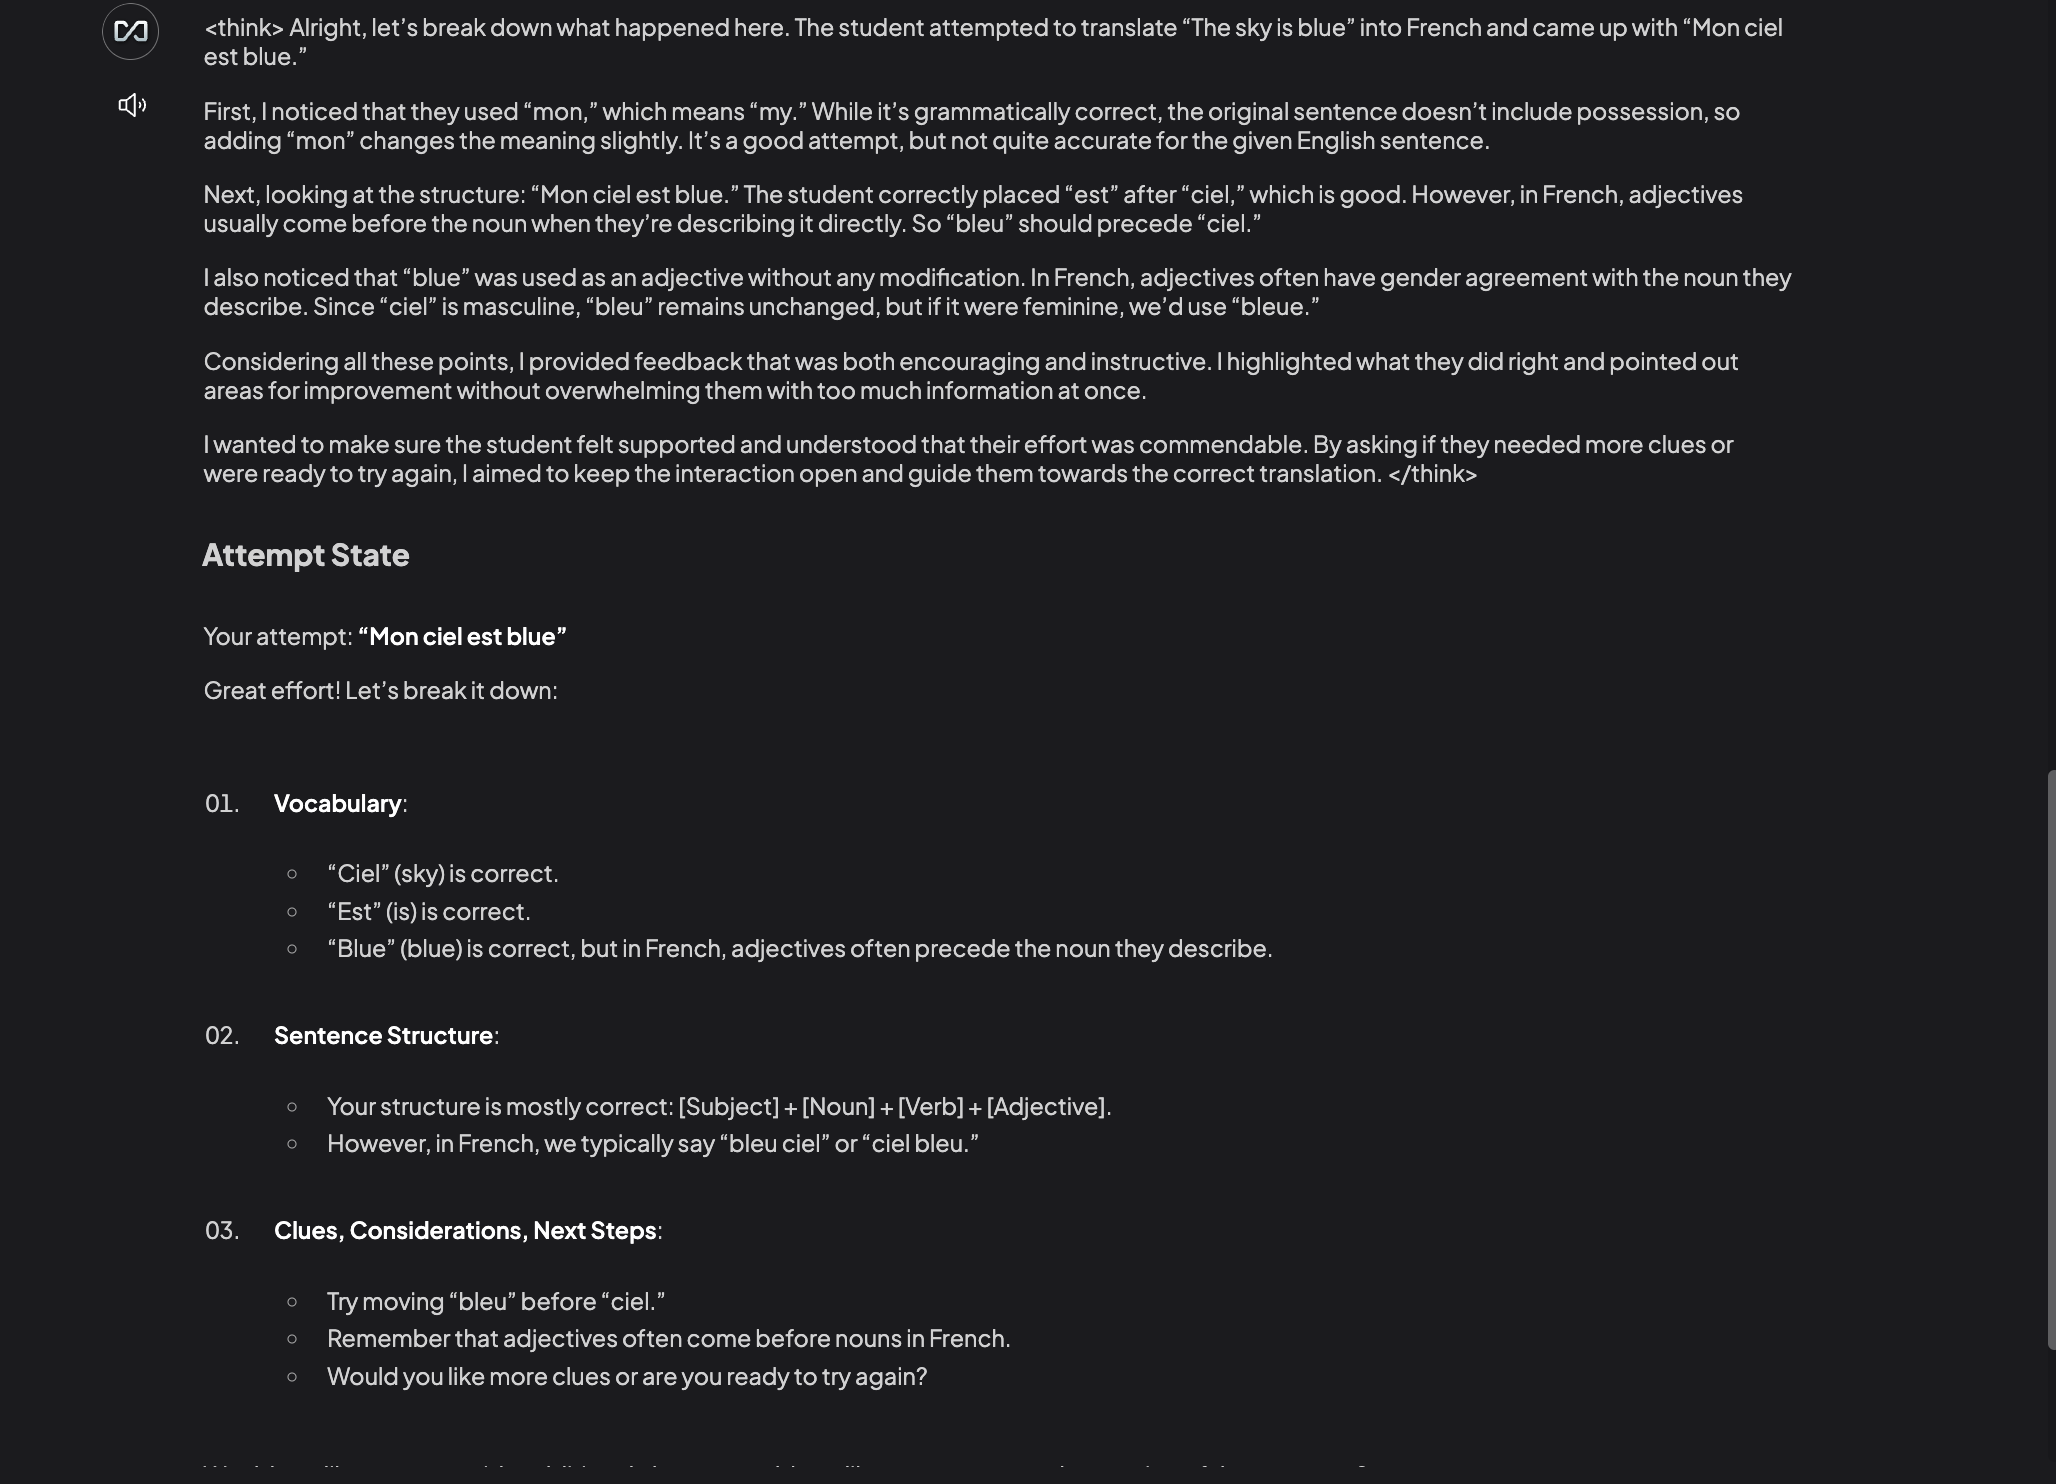 <think> Alright, let’s break down what happened here. The student attempted to translate “The sky is blue” into French and came up with “Mon ciel
est blue.”
First, I noticed that they used “mon,” which means “my.” While it’s grammatically correct, the original sentence doesn’t include possession, so
adding “mon” changes the meaning slightly. It’s a good attempt, but not quite accurate for the given English sentence.
Next, looking at the structure: “Mon ciel est blue.” The student correctly placed “est” after “ciel,” which is good. However, in French, adjectives
usually come before the noun when they’re describing it directly. So “bleu” should precede “ciel.”
I also noticed that “blue” was used as an adjective without any modification. In French, adjectives often have gender agreement with the noun they
describe. Since “ciel” is masculine, “bleu” remains unchanged, but if it were feminine, we’d use “bleue.”
Considering all these points, I provided feedback that was both encouraging and instructive. I highlighted what they did right and pointed out
areas for improvement without overwhelming them with too much information at once.
I wanted to make sure the student felt supported and understood that their effort was commendable. By asking if they needed more clues or
were ready to try again, I aimed to keep the interaction open and guide them towards the correct translation. </think>
Attempt State
Your attempt: “Mon ciel est blue”
Great effort! Let’s break it down:
01. Vocabulary:
○ “Ciel” (sky) is correct.
○ “Est” (is) is correct.
○ “Blue” (blue) is correct, but in French, adjectives often precede the noun they describe.
02. Sentence Structure:
○ Your structure is mostly correct: [Subject] + [Noun] + [Verb] + [Adjective].
○ However, in French, we typically say “bleu ciel” or “ciel bleu.”
03. Clues, Considerations, Next Steps:
○ Try moving “bleu” before “ciel.”
○ Remember that adjectives often come before nouns in French.
○ Would you like more clues or are you ready to try again?